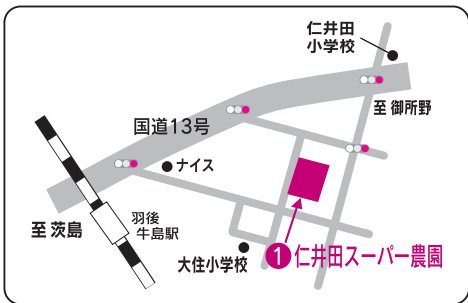 仁井田
小学校
至 御所野
国道13号
ナイス
至 茨島
羽後
牛島駅
大住小学校
1 仁井田スーパー農園